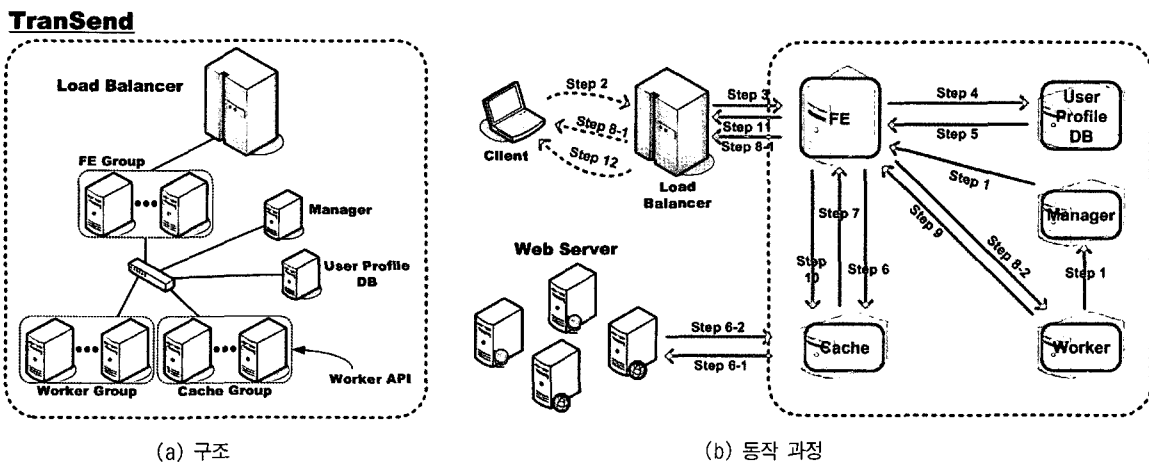 TranSend
Load Balancer
FE Group
Manager
User Profile
DB
Worker Group
Cache Group
Worker API
(a) 구조
Client
Step 2
Step 8-1
Step 12
Load
Balancer
Step 3
Step 11
Step 8-1
FE
Step 4
Step 5
User
Profile
DB
Step 1
Manager
Step 7
Step 9
Step 8-2
Step
10
Step 6
Step 1
Web Server
Step 6-2
Step 6-1
Cache
Worker
(b) 동작 과정